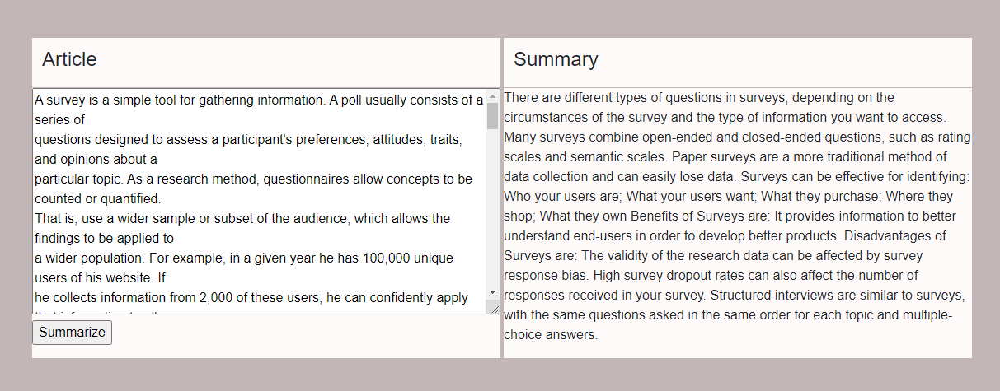 Article
A survey is a simple tool for gathering information. A poll usually consists of a
series of
questions designed to assess a participant's preferences, attitudes, traits,
and opinions about a
particular topic. As a research method, questionnaires allow concepts to be
counted or quantified.
That is, use a wider sample or subset of the audience, which allows the
findings to be applied to
a wider population. For example, in a given year he has 100,000 unique
users of his website. If
he collects information from 2,000 of these users, he can confidently apply
Summarize
Summary
There are different types of questions in surveys, depending on the
circumstances of the survey and the type of information you want to access.
Many surveys combine open-ended and closed-ended questions, such as rating
scales and semantic scales. Paper surveys are a more traditional method of
data collection and can easily lose data. Surveys can be effective for identifying:
Who your users are; What your users want; What they purchase; Where they
shop; What they own Benefits of Surveys are: It provides information to better
understand end-users in order to develop better products. Disadvantages of
Surveys are: The validity of the research data can be affected by survey
response bias. High survey dropout rates can also affect the number of
responses received in your survey. Structured interviews are similar to surveys,
with the same questions asked in the same order for each topic and multiple-
choice answers.